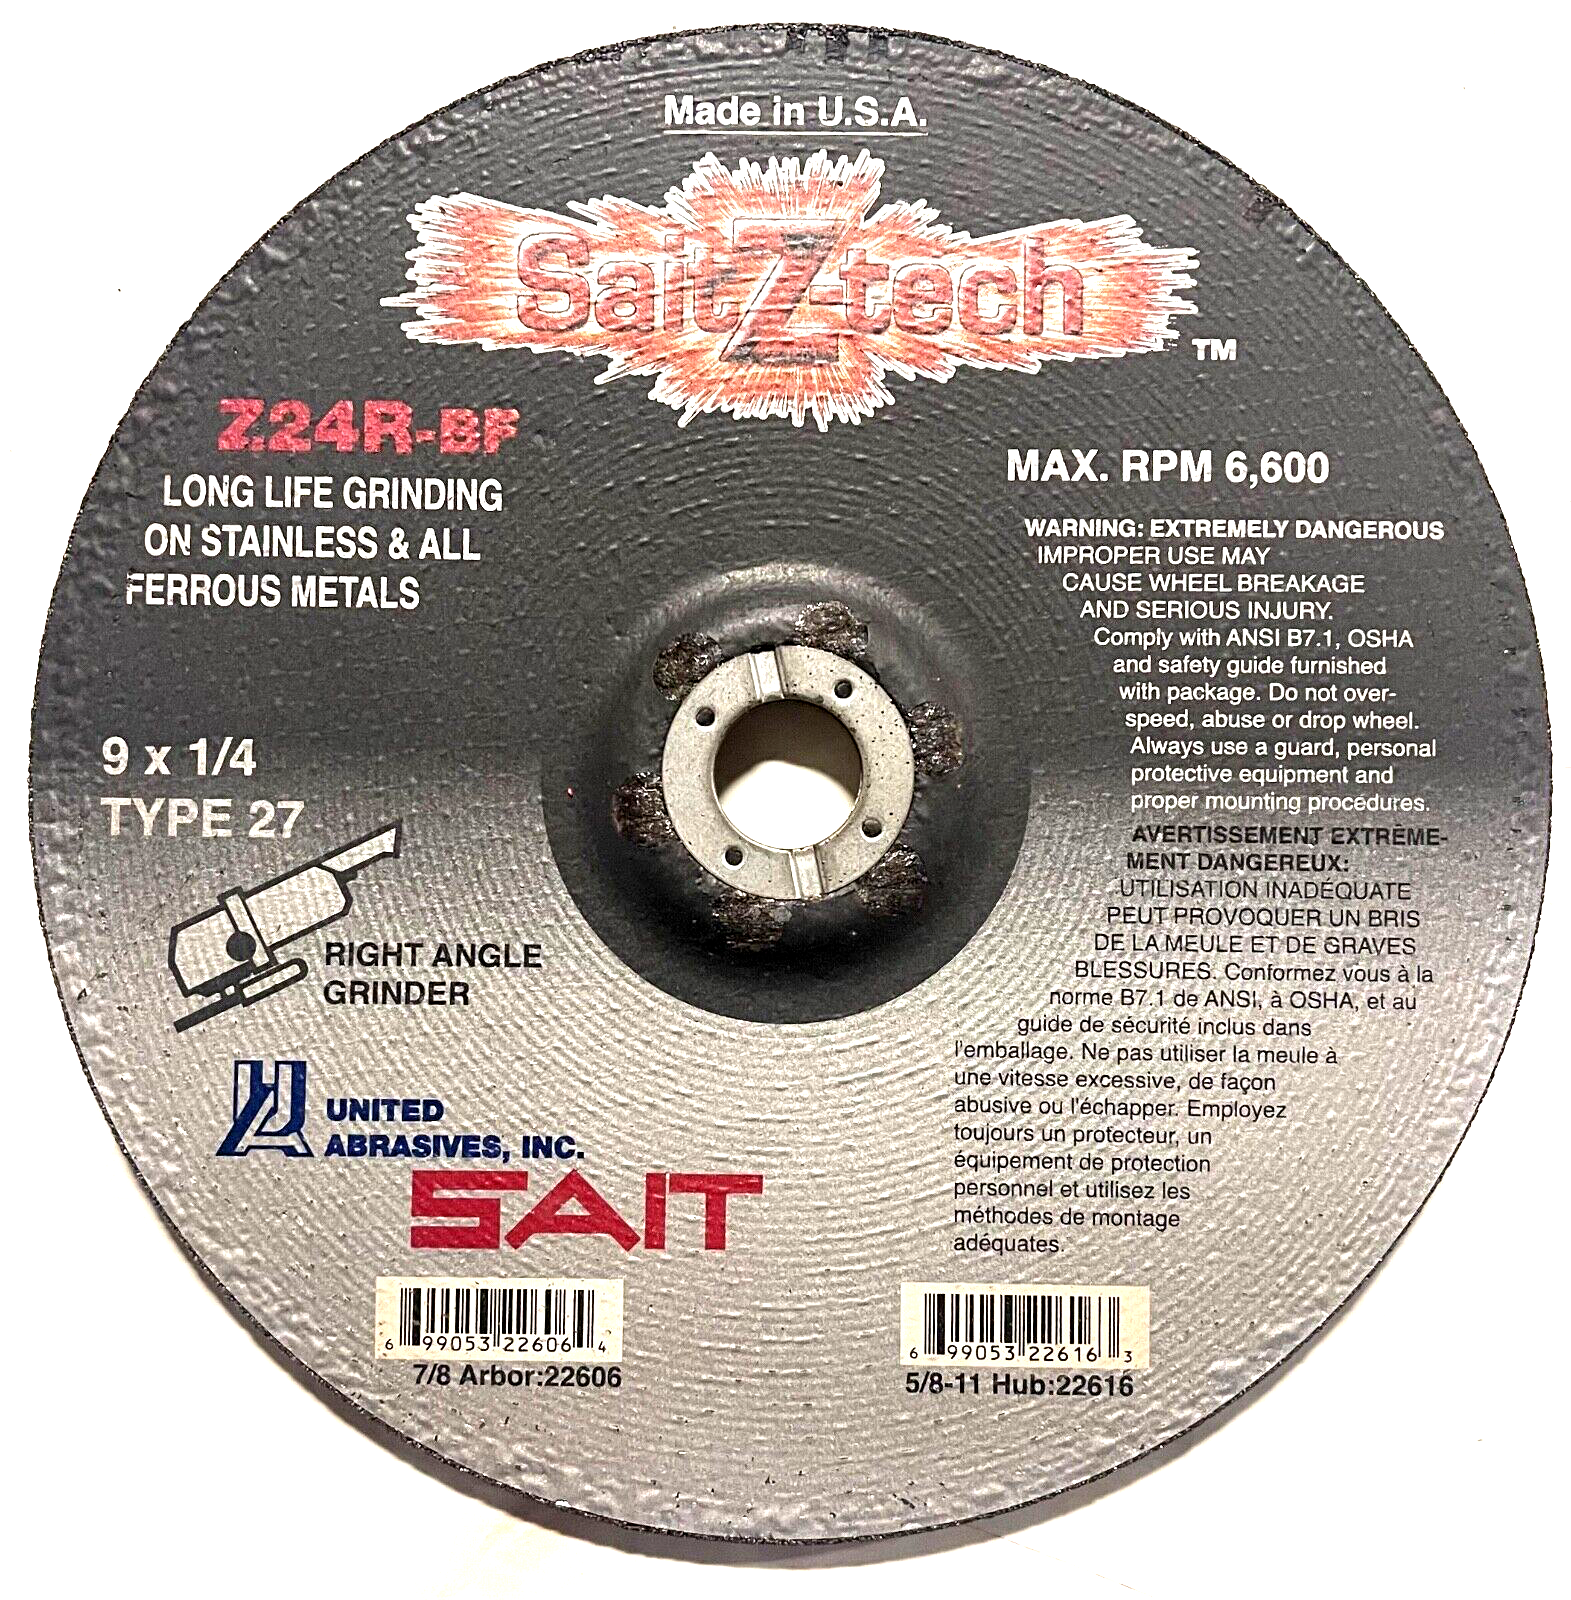 Made in U.S.A.
SaitZ-tech
TM
Z24R-BF
LONG LIFE GRINDING
ON STAINLESS & ALL
FERROUS METALS
MAX. RPM 6,600
WARNING: EXTREMELY DANGEROUS
IMPROPER USE MAY
CAUSE WHEEL BREAKAGE
AND SERIOUS INJURY.
Comply with ANSI B7.1, OSHA
and safety guide furnished
with package. Do not over-
speed, abuse or drop wheel.
Always use a guard, personal
protective equipment and
proper mounting procedures.
AVERTISSEMENT EXTRÊME-
MENT DANGEREUX:
UTILISATION INADÉQUATE
PEUT PROVOQUER UN BRIS
DE LA MEULE ET DE GRAVES
BLESSURES. Conformez vous à la
norme B7.1 de ANSI, à OSHA, et au
guide de sécurité inclus dans
l'emballage. Ne pas utiliser la meule à
une vitesse excessive, de façon
abusive ou l'échapper. Employez
toujours un protecteur, un
équipement de protection
personnel et utilisez les
méthodes de montage
adéquates.
9 x 1/4
TYPE 27
RIGHT ANGLE
GRINDER
UA UNITED
ABRASIVES, INC.
SAIT
6 99053 22606 4
7/8 Arbor:22606
6 99053 22616 3
5/8-11 Hub:22616